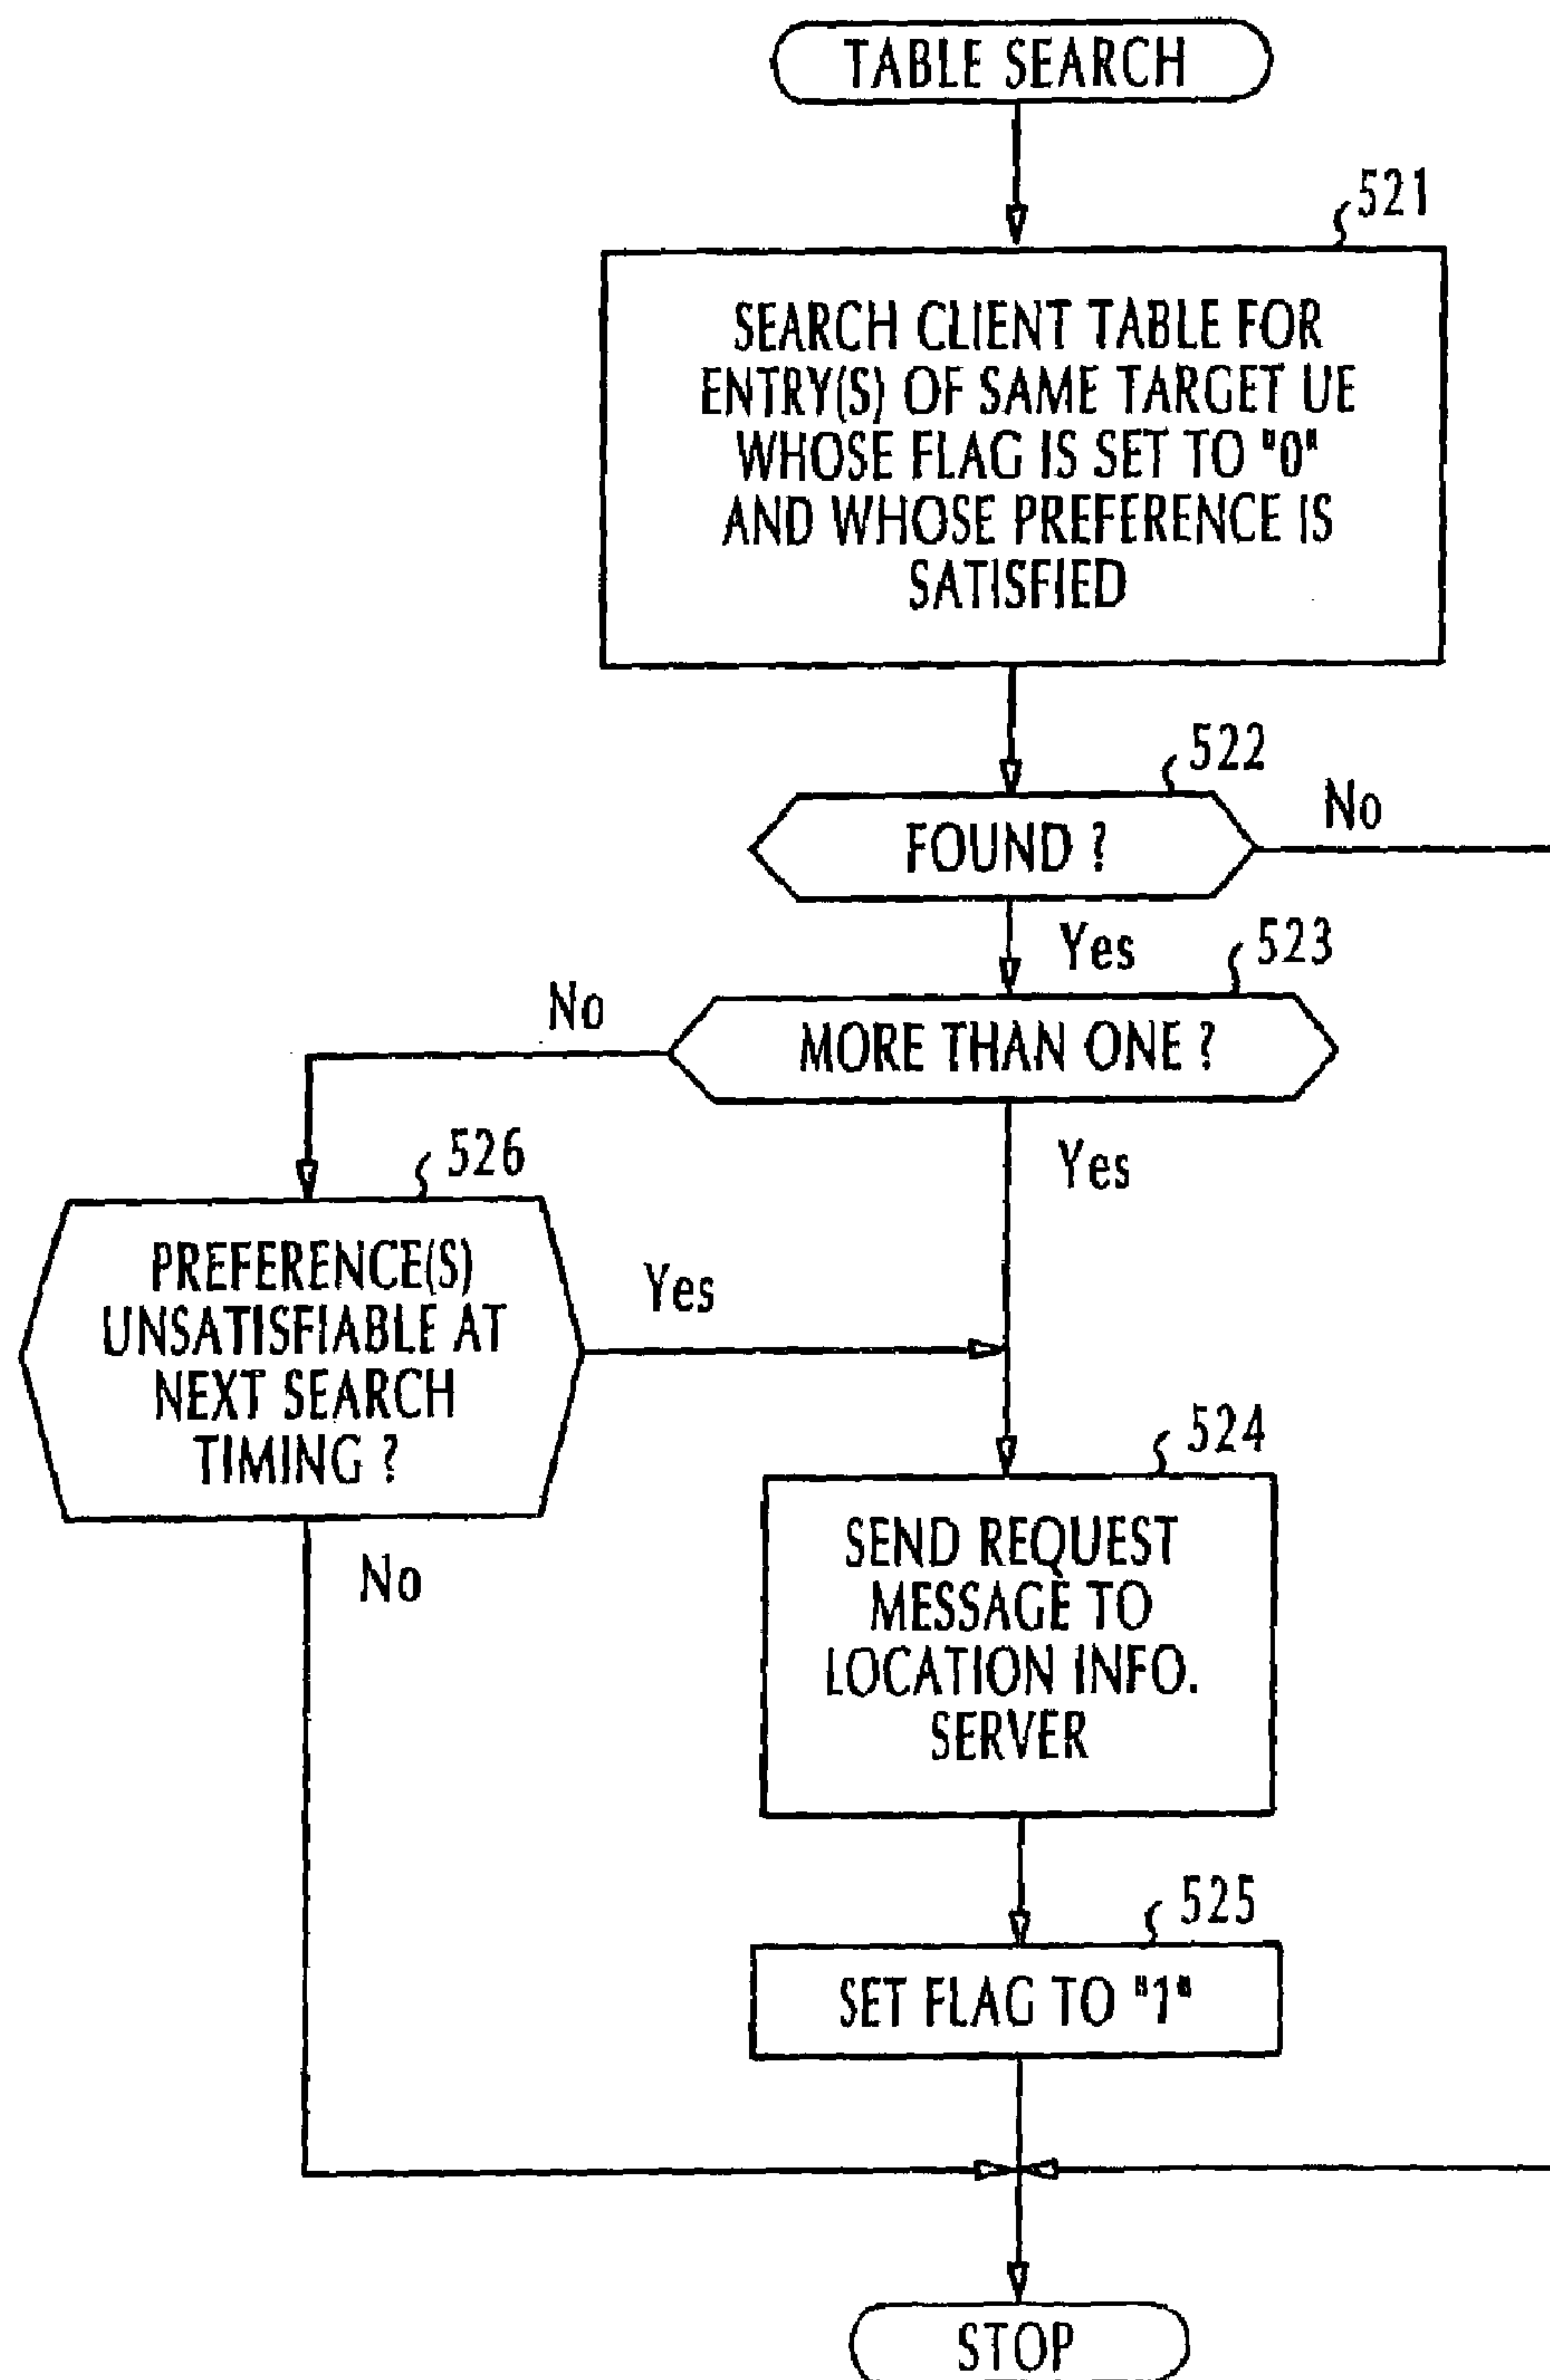 TABLE SEARCH
521
SEARCH CLIENT TABLE FOR
ENTRY(S) OF SAME TARGET UE
WHOSE FLAG IS SET TO "0"
AND WHOSE PREFERENCE IS
SATISFIED
522
FOUND ?
No
Yes
523
MORE THAN ONE ?
No
Yes
526
PREFERENCE(S)
UNSATISFIABLE AT
NEXT SEARCH
TIMING ?
Yes
No
524
SEND REQUEST
MESSAGE TO
LOCATION INFO.
SERVER
525
SET FLAG TO "1"
STOP